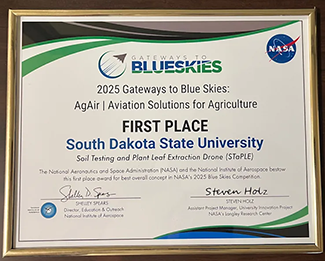 GATEWAYS TO
BLUESKIES
NASA
2025 Gateways to Blue Skies:
AgAir | Aviation Solutions for Agriculture
FIRST PLACE
South Dakota State University
Soil Testing and Plant Leaf Extraction Drone (STaPLE)
The National Aeronautics and Space Administration (NASA) and the National Institute of Aerospace bestow
this first place award for best overall concept in NASA's 2025 Blue Skies Competition.
Shelley D. Spears
Steven Holz
SHELLEY SPEARS
Director, Education & Outreach
National Institute of Aerospace
STEVEN HOLZ
Assistant Project Manager, University Innovation Project
NASA's Langley Research Center